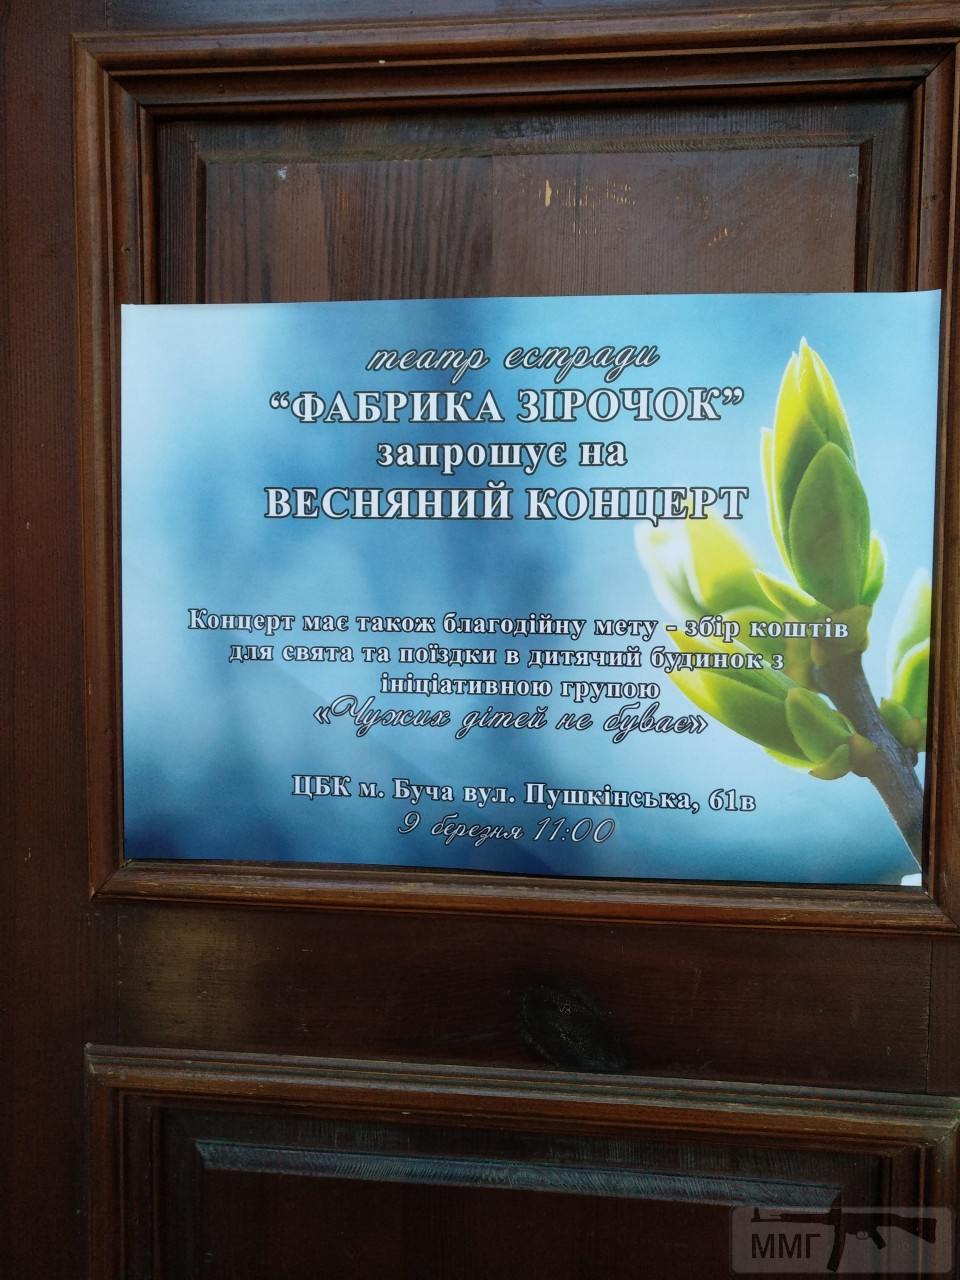 театр естради
“ФАБРИКА ЗІРОЧОК”
запрошує на
ВЕСНЯНИЙ КОНЦЕРТ
Концерт має також благодійну мету - збір коштів
для свята та поїздки в дитячий будинок з
ініціативною групою
«Чужих дітей не буває»
ЦБК м. Буча вул. Пушкінська, 61в
9 березня 11:00
ММГ